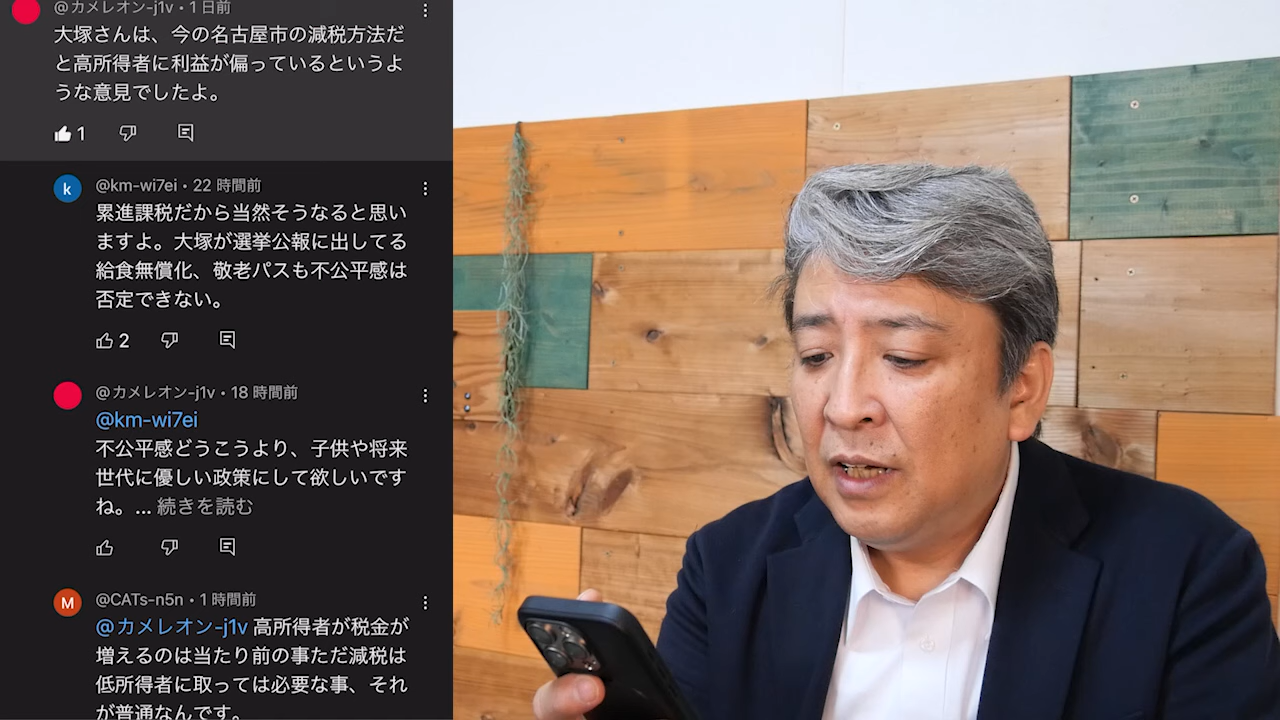 @カメレオン-j1v・1 日前
大塚さんは、今の名古屋市の減税方法だ
と高所得者に利益が偏っているというよ
うな意見でしたよ。
1
k
@km-wi7ei・22 時間前
累進課税だから当然そうなると思い
ますよ。大塚が選挙公報に出してる
給食無償化、敬老パスも不公平感は
否定できない。
2
@カメレオン-j1v・18 時間前
@km-wi7ei
不公平感どうこうより、子供や将来
世代に優しい政策にして欲しいです
ね。... 続きを読む
M
@CATs-n5n・1 時間前
@カメレオン-j1v 高所得者が税金が
増えるのは当たり前の事ただ減税は
低所得者に取っては必要な事、それ
が普通なんです。